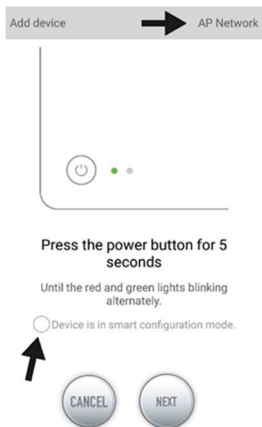 Add device AP Network
Press the power button for 5
seconds
Until the red and green lights blinking
alternately.
Device is in smart configuration mode.
CANCEL NEXT